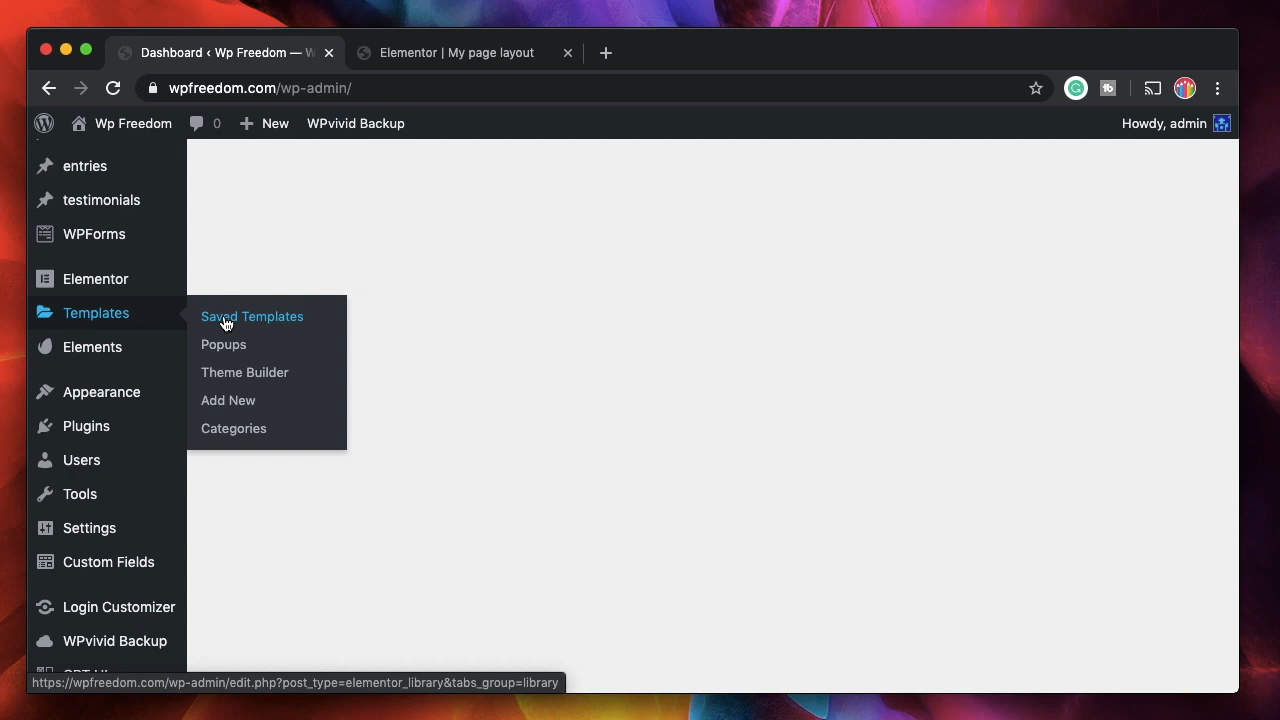 Dashboard ‹ Wp Freedom —
Elementor | My page layout
wpfreedom.com/wp-admin/
Wp Freedom
0
New
WPvivid Backup
Howdy, admin
entries
testimonials
WPForms
Elementor
Templates
Elements
Appearance
Plugins
Users
Tools
Settings
Custom Fields
Login Customizer
WPvivid Backup
Saved Templates
Popups
Theme Builder
Add New
Categories
https://wpfreedom.com/wp-admin/edit.php?post_type=elementor_library&tabs_group=library